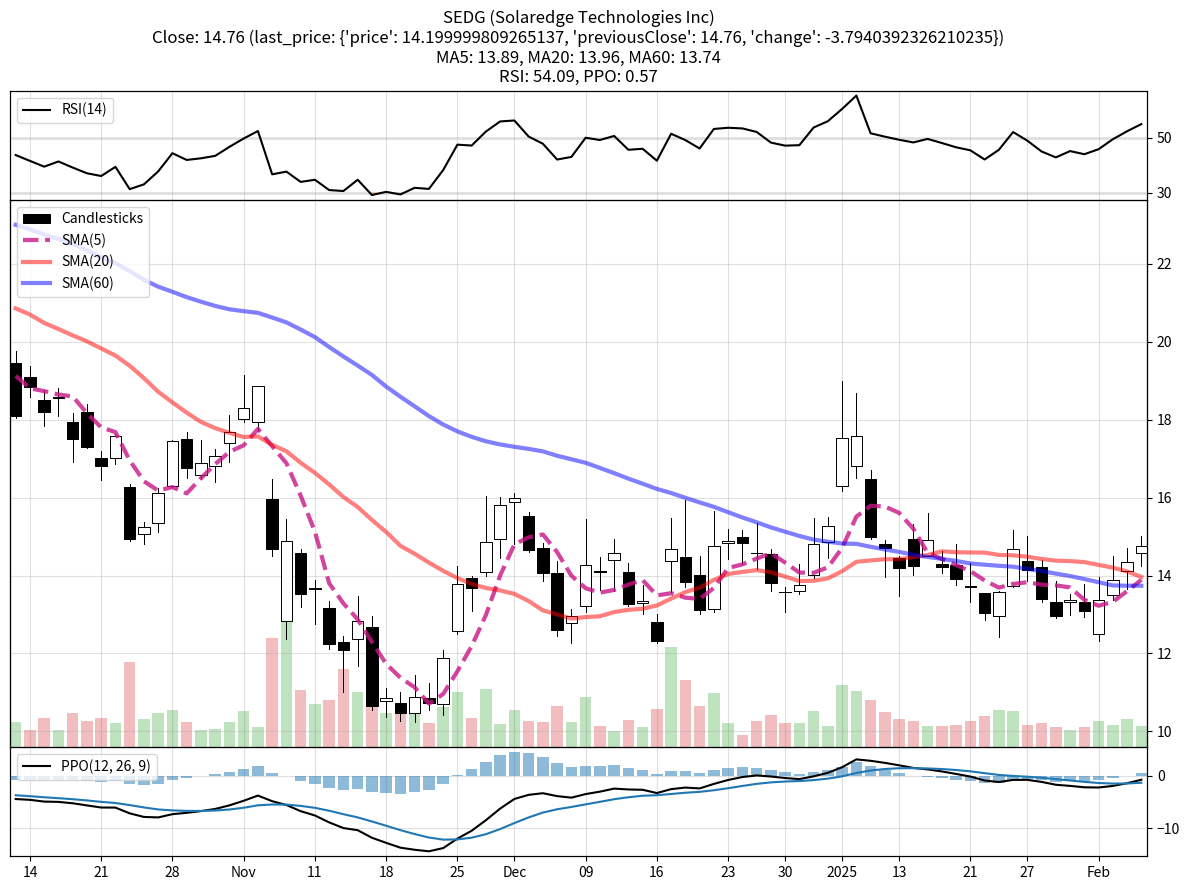 SEDG (Solaredge Technologies Inc)
Close: 14.76 (last_price: {'price': 14.199999809265137, 'previousClose': 14.76, 'change': -3.7940392326210235})
MA5: 13.89, MA20: 13.96, MA60: 13.74
RSI: 54.09, PPO: 0.57
RSI(14)
50
30
Candlesticks
SMA(5)
SMA(20)
SMA(60)
22
20
18
16
14
12
10
PPO(12, 26, 9)
0
−10
14 21 28 Nov 11 18 25 Dec 09 16 23 30 2025 13 21 27 Feb